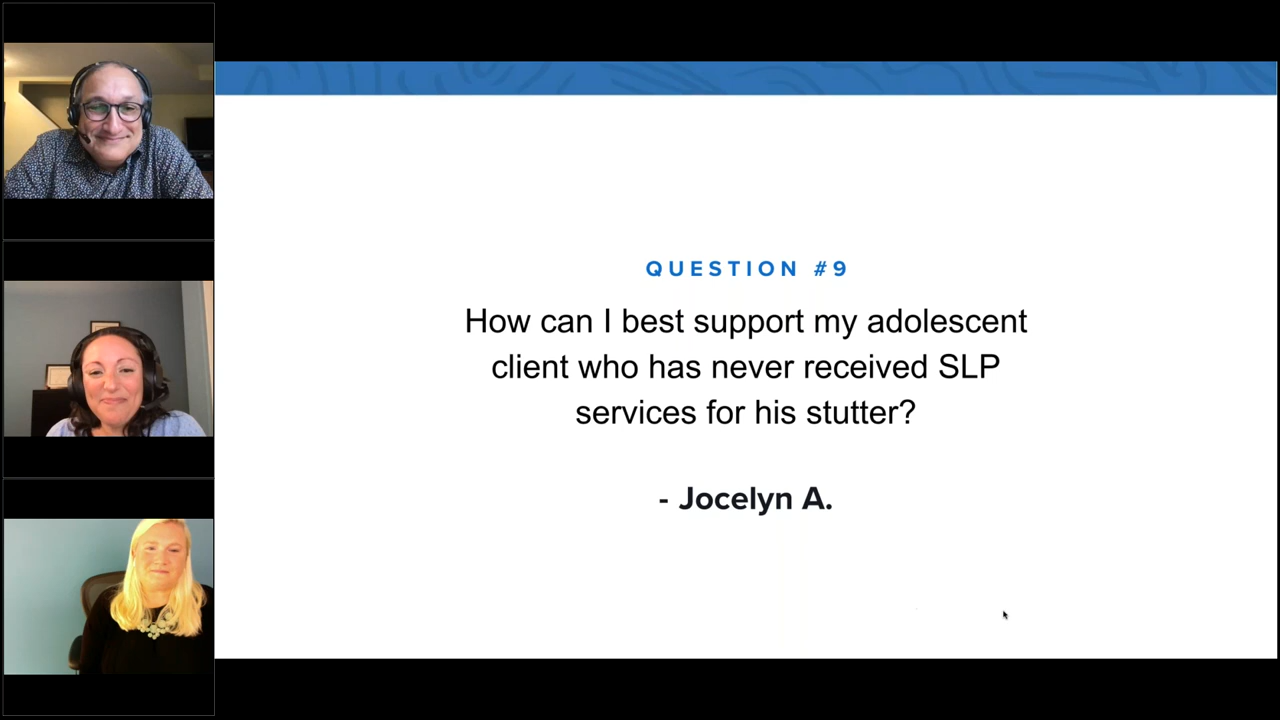 QUESTION #9
How can I best support my adolescent
client who has never received SLP
services for his stutter?
- Jocelyn A.